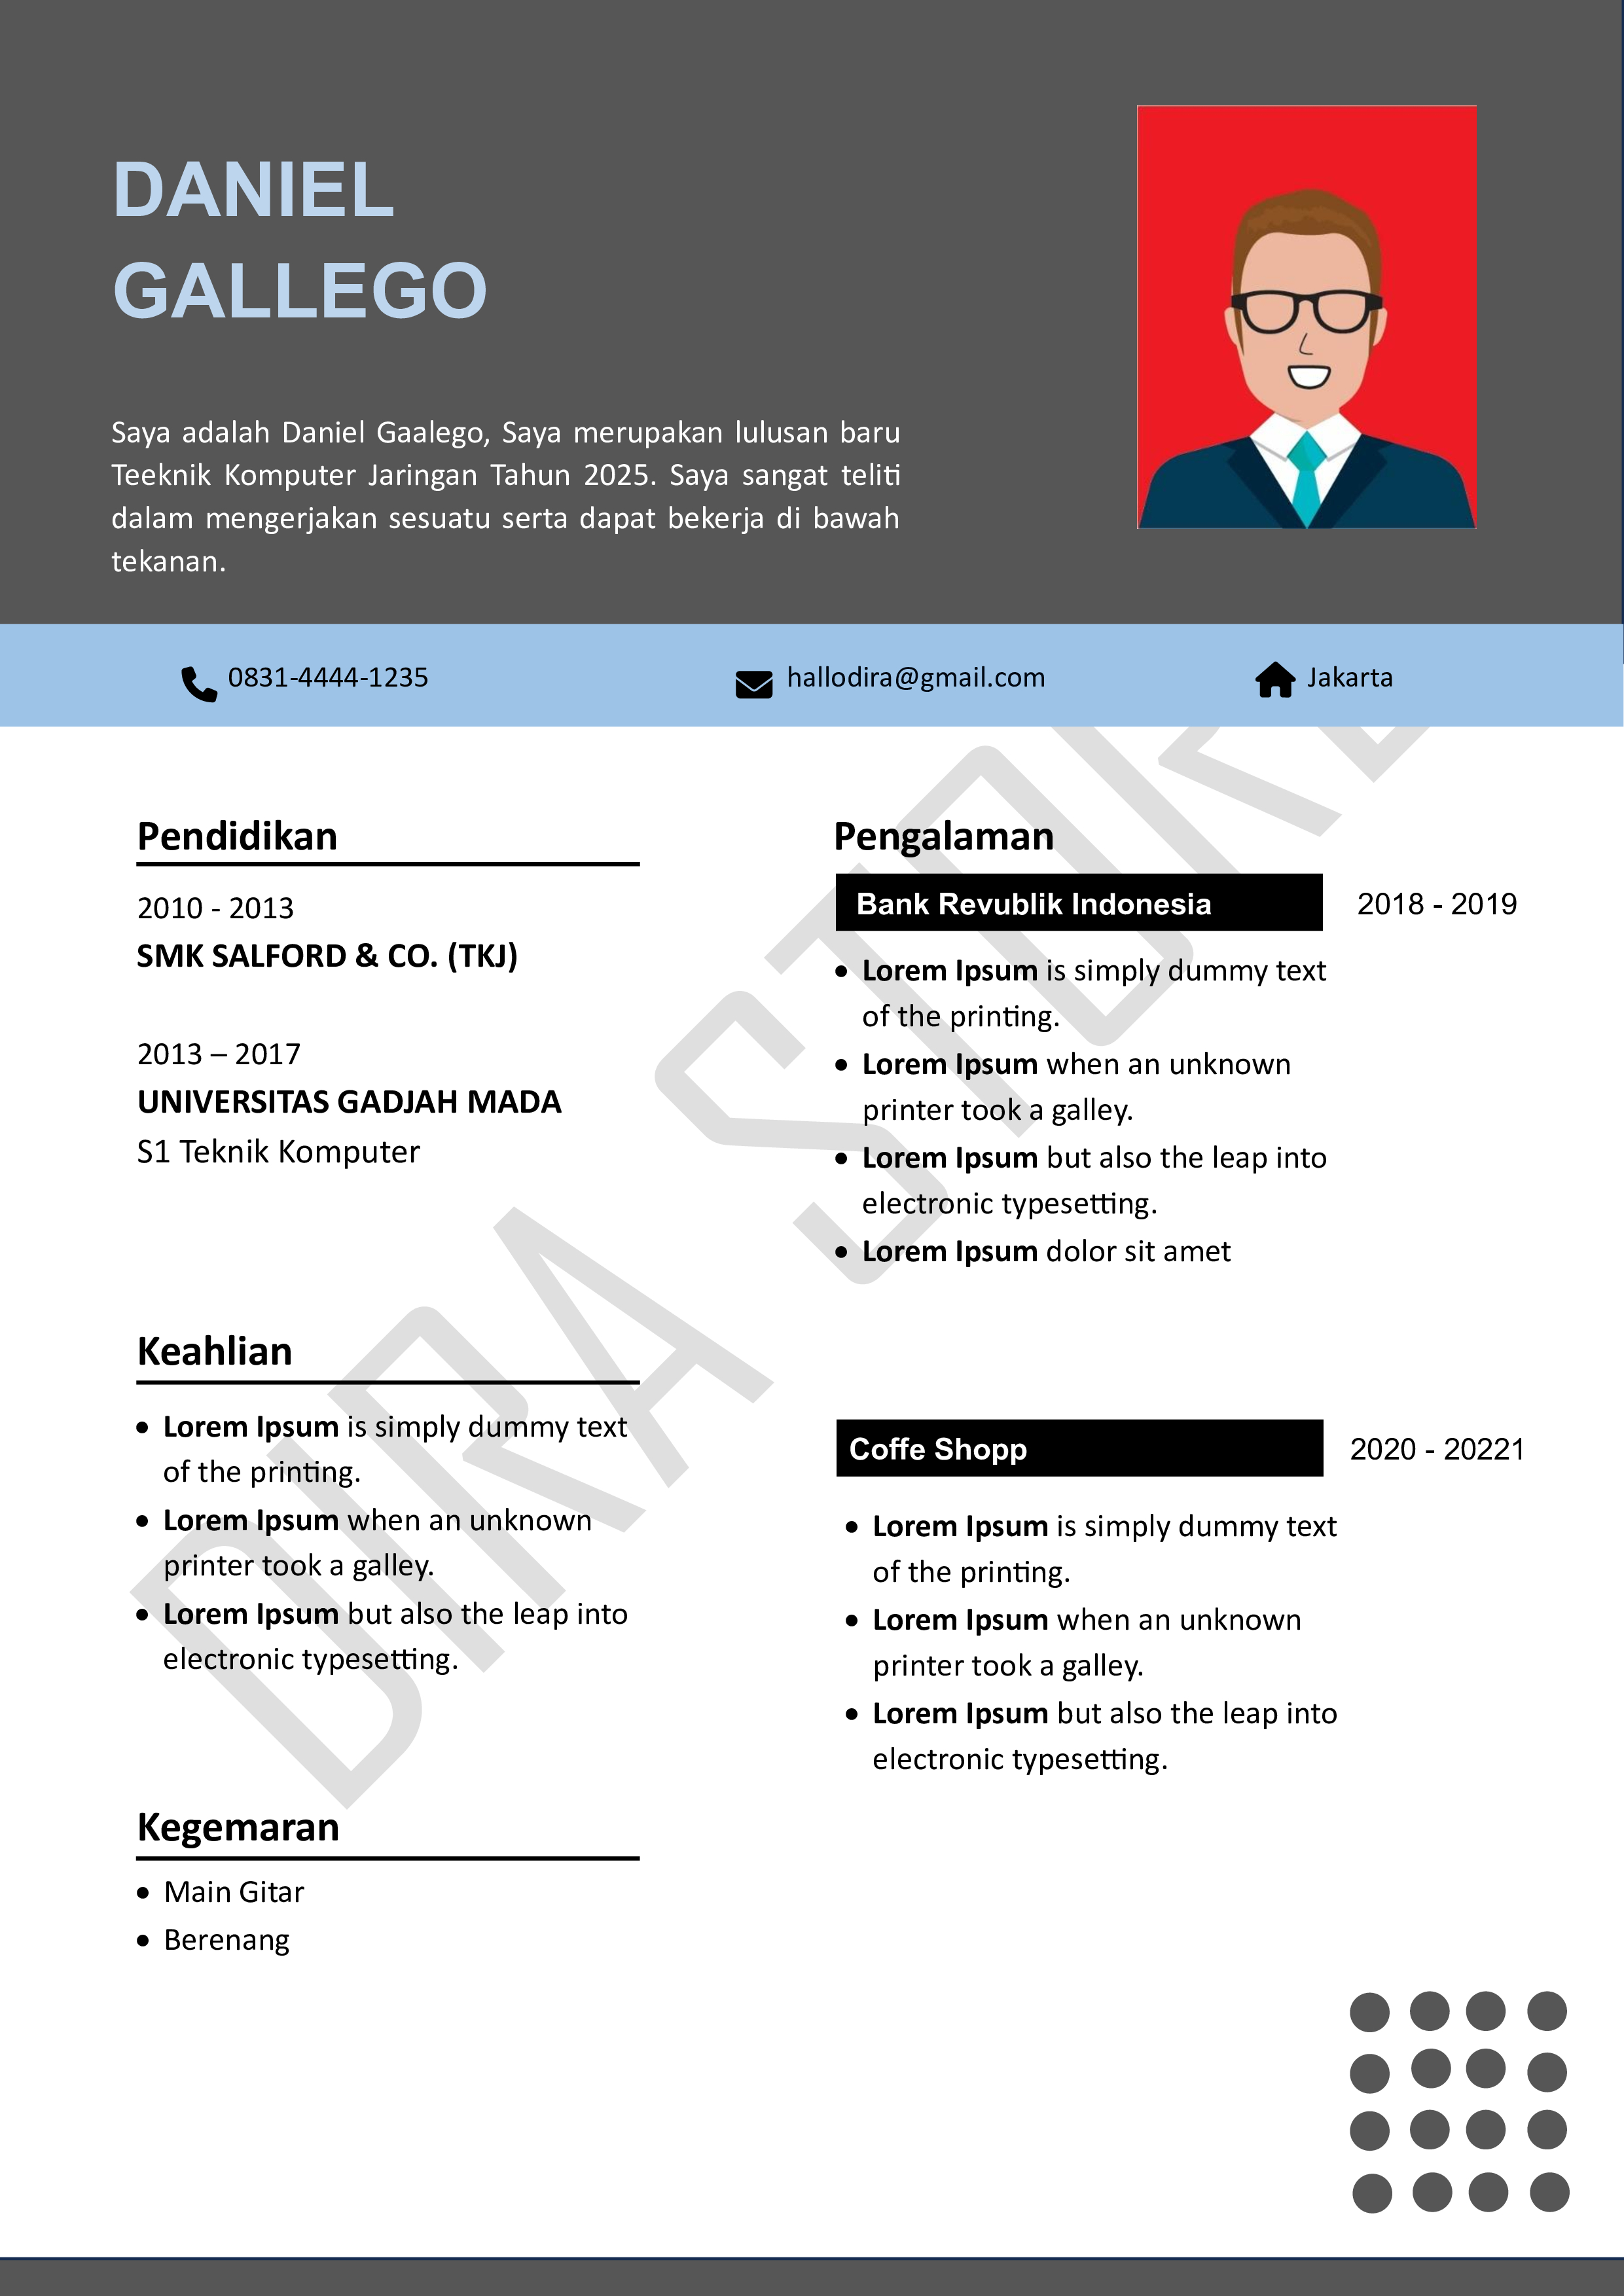 DANIEL
GALLEGO
Saya adalah Daniel Gaalego, Saya merupakan lulusan baru
Teeknik Komputer Jaringan Tahun 2025. Saya sangat teliti
dalam mengerjakan sesuatu serta dapat bekerja di bawah
tekanan.
0831-4444-1235
hallodira@gmail.com
Jakarta
Pendidikan
2010 - 2013
SMK SALFORD & CO. (TKJ)
2013 – 2017
UNIVERSITAS GADJAH MADA
S1 Teknik Komputer
Keahlian
• Lorem Ipsum is simply dummy text
of the printing.
• Lorem Ipsum when an unknown
printer took a galley.
• Lorem Ipsum but also the leap into
electronic typesetting.
Kegemaran
• Main Gitar
• Berenang
Pengalaman
Bank Revublik Indonesia 2018 - 2019
• Lorem Ipsum is simply dummy text
of the printing.
• Lorem Ipsum when an unknown
printer took a galley.
• Lorem Ipsum but also the leap into
electronic typesetting.
• Lorem Ipsum dolor sit amet
Coffe Shopp 2020 - 20221
• Lorem Ipsum is simply dummy text
of the printing.
• Lorem Ipsum when an unknown
printer took a galley.
• Lorem Ipsum but also the leap into
electronic typesetting.
DIRA STORE